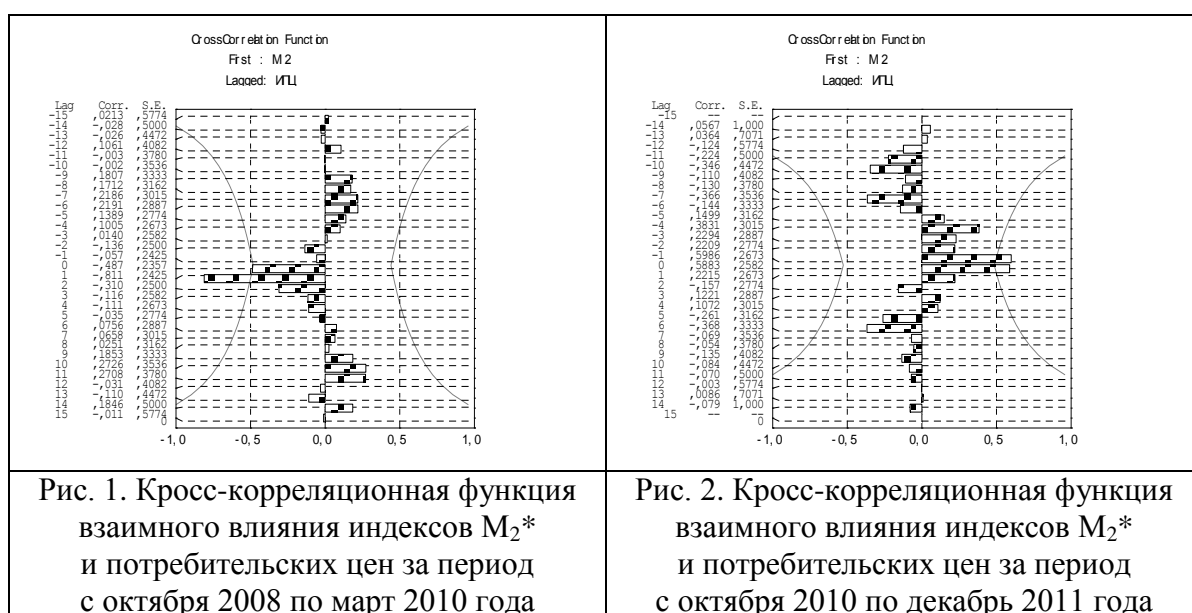 CrossCorrelation Function
First : M2
Lagged: ИПЦ
Lag Corr. S.E.
-15 ,0213 ,5774
-14 -,028 ,5000
-13 -,026 ,4472
-12 ,1061 ,4082
-11 -,003 ,3780
-10 -,002 ,3536
-9 ,1807 ,3333
-8 ,1712 ,3162
-7 ,2186 ,3015
-6 ,2191 ,2887
-5 ,1389 ,2774
-4 ,1005 ,2673
-3 ,0140 ,2582
-2 -,136 ,2500
-1 -,057 ,2425
0 -,487 ,2357
1 -,811 ,2425
2 -,310 ,2500
3 -,116 ,2582
4 -,111 ,2673
5 -,035 ,2774
6 ,0756 ,2887
7 ,0658 ,3015
8 ,0251 ,3162
9 ,1853 ,3333
10 ,2726 ,3536
11 ,2708 ,3780
12 -,031 ,4082
13 -,110 ,4472
14 ,1846 ,5000
15 -,011 ,5774
0
-1,0 -0,5 0,0 0,5 1,0
Рис. 1. Кросс-корреляционная функция
взаимного влияния индексов М2*
и потребительских цен за период
с октября 2008 по март 2010 года
CrossCorrelation Function
First : M2
Lagged: ИПЦ
Lag Corr. S.E.
-15 -- --
-14 ,0567 1,000
-13 ,0364 ,7071
-12 -,124 ,5774
-11 -,224 ,5000
-10 -,346 ,4472
-9 -,110 ,4082
-8 -,130 ,3780
-7 -,366 ,3536
-6 -,144 ,3333
-5 ,1499 ,3162
-4 ,3831 ,3015
-3 ,2294 ,2887
-2 ,2209 ,2774
-1 ,5986 ,2673
0 ,5883 ,2582
1 ,2215 ,2673
2 -,157 ,2774
3 ,1221 ,2887
4 ,1072 ,3015
5 -,261 ,3162
6 -,368 ,3333
7 -,069 ,3536
8 -,054 ,3780
9 -,135 ,4082
10 -,084 ,4472
11 -,070 ,5000
12 -,003 ,5774
13 ,0086 ,7071
14 -,079 1,000
15 -- --
0
-1,0 -0,5 0,0 0,5 1,0
Рис. 2. Кросс-корреляционная функция
взаимного влияния индексов М2*
и потребительских цен за период
с октября 2010 по декабрь 2011 года